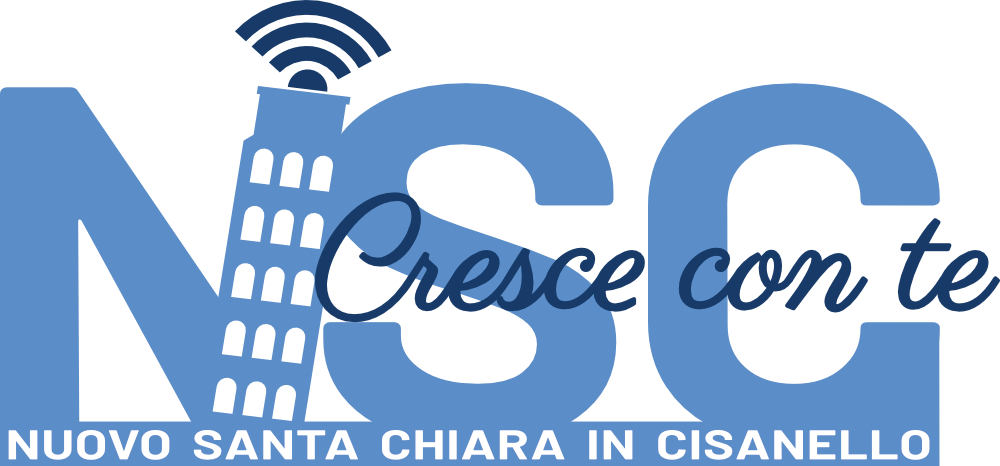 NSC
Cresce con te
NUOVO SANTA CHIARA IN CISANELLO